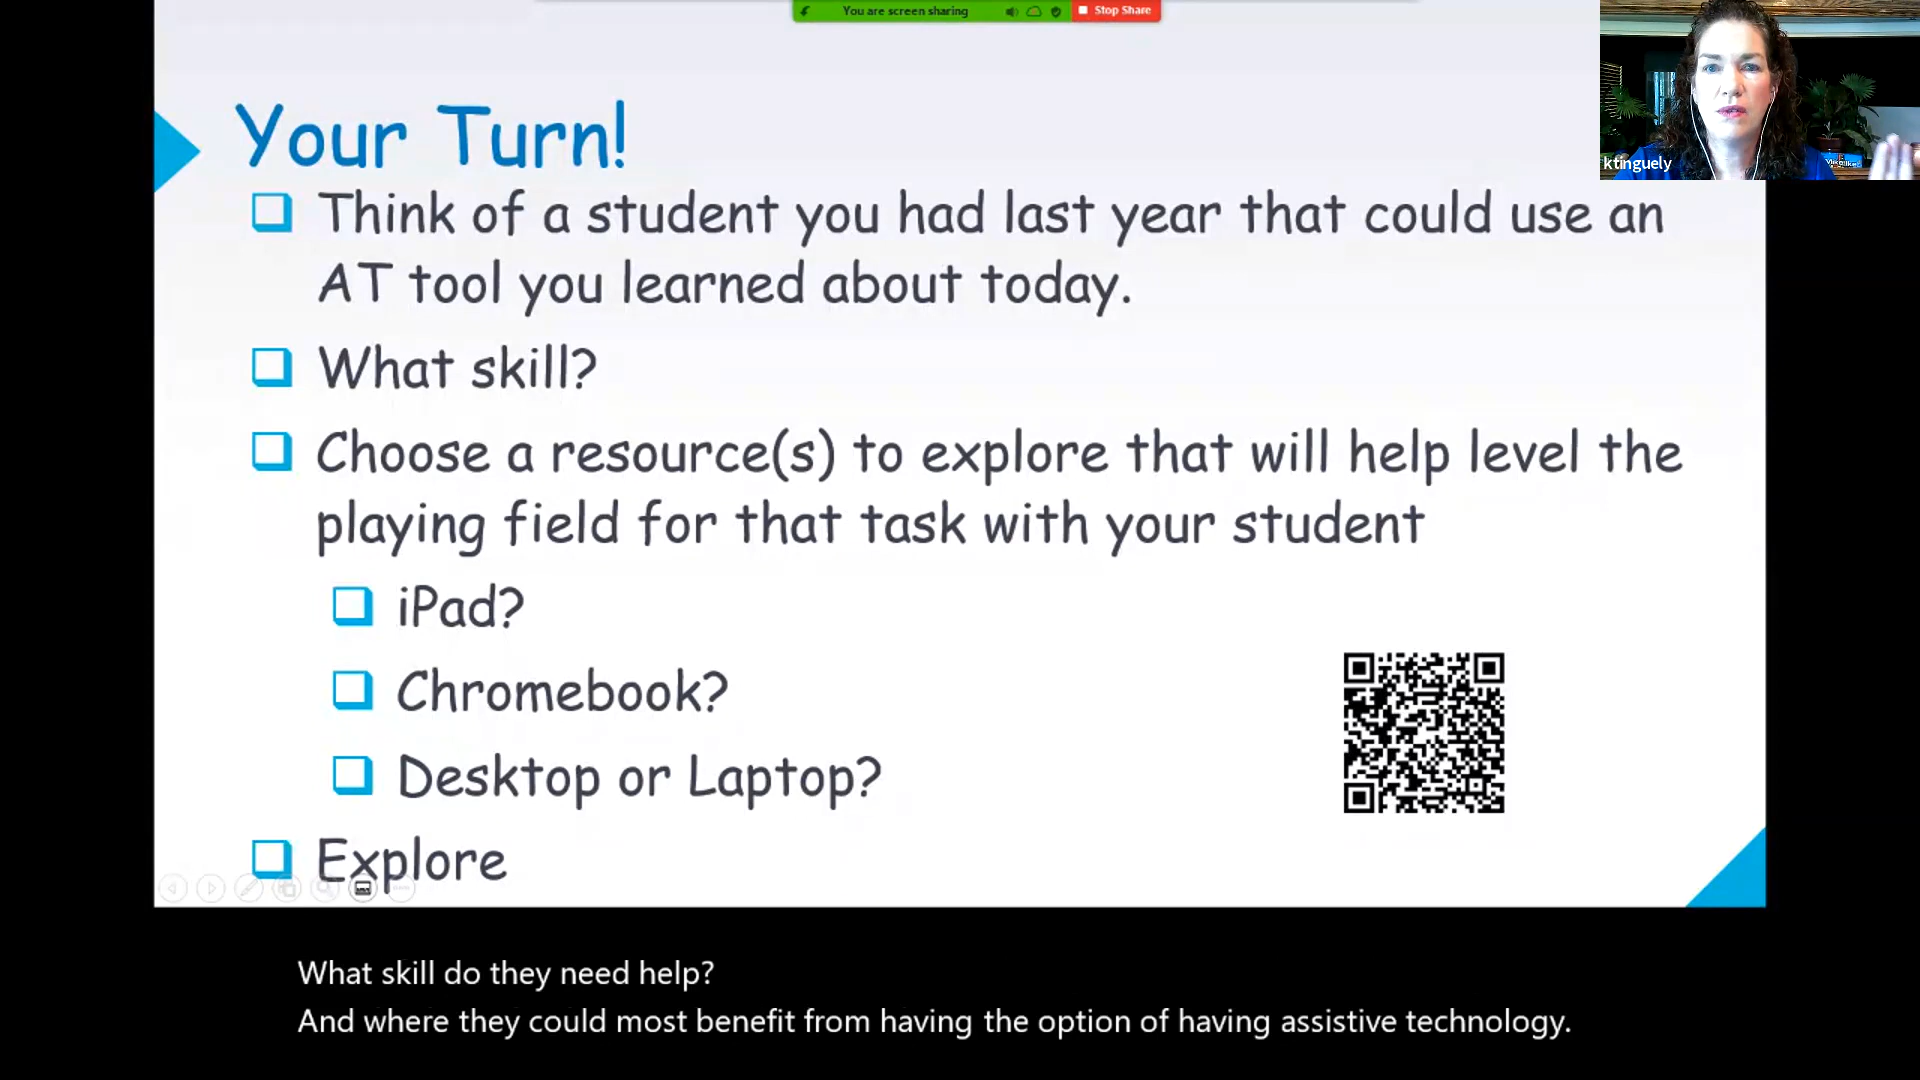 You are screen sharing
Stop Share
ktinguely
Your Turn!
Think of a student you had last year that could use an
AT tool you learned about today.
What skill?
Choose a resource(s) to explore that will help level the
playing field for that task with your student
iPad?
Chromebook?
Desktop or Laptop?
Explore
What skill do they need help?
And where they could most benefit from having the option of having assistive technology.